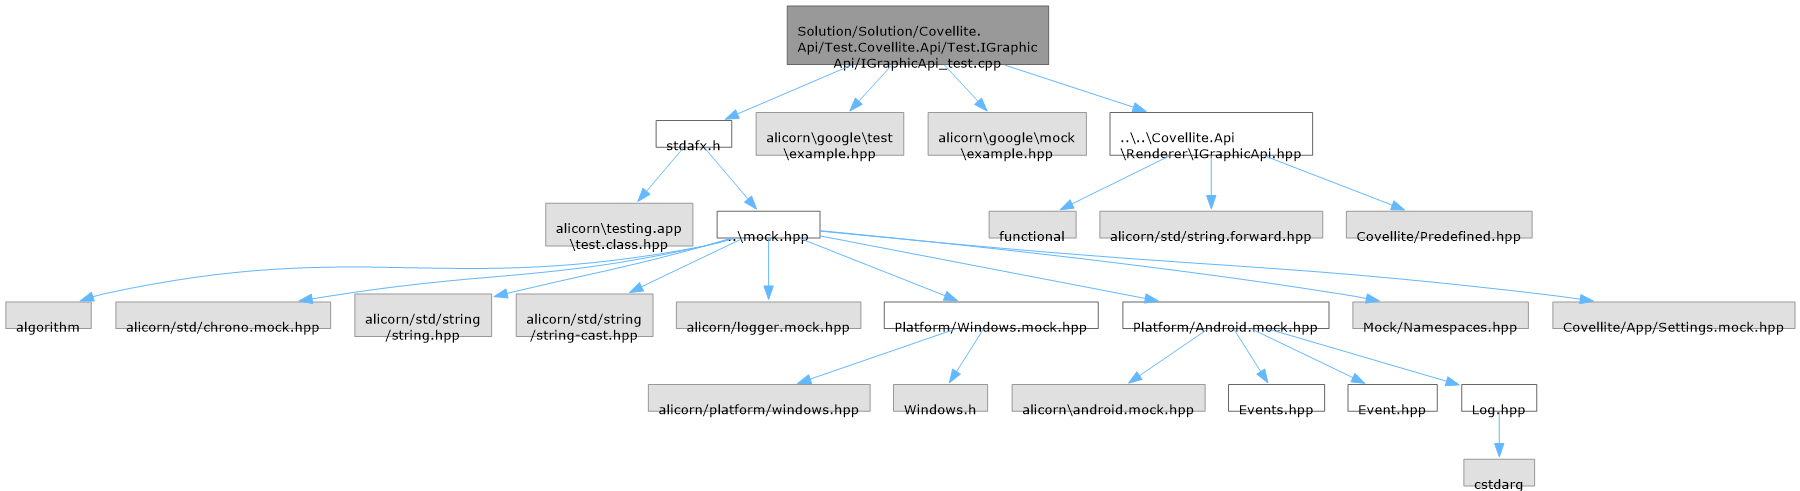 Solution/Solution/Covellite.
Api/Test.Covellite.Api/Test.IGraphic
Api/IGraphicApi_test.cpp
stdafx.h
alicorn\google\test
\example.hpp
alicorn\google\mock
\example.hpp
..\..\Covellite.Api
\Renderer\IGraphicApi.hpp
alicorn\testing.app
\test.class.hpp
..\mock.hpp
functional
alicorn/std/string.forward.hpp
Covellite/Predefined.hpp
algorithm
alicorn/std/chrono.mock.hpp
alicorn/std/string
/string.hpp
alicorn/std/string
/string-cast.hpp
alicorn/logger.mock.hpp
Platform/Windows.mock.hpp
Platform/Android.mock.hpp
Mock/Namespaces.hpp
Covellite/App/Settings.mock.hpp
alicorn/platform/windows.hpp
Windows.h
alicorn\android.mock.hpp
Events.hpp
Event.hpp
Log.hpp
cstdarg